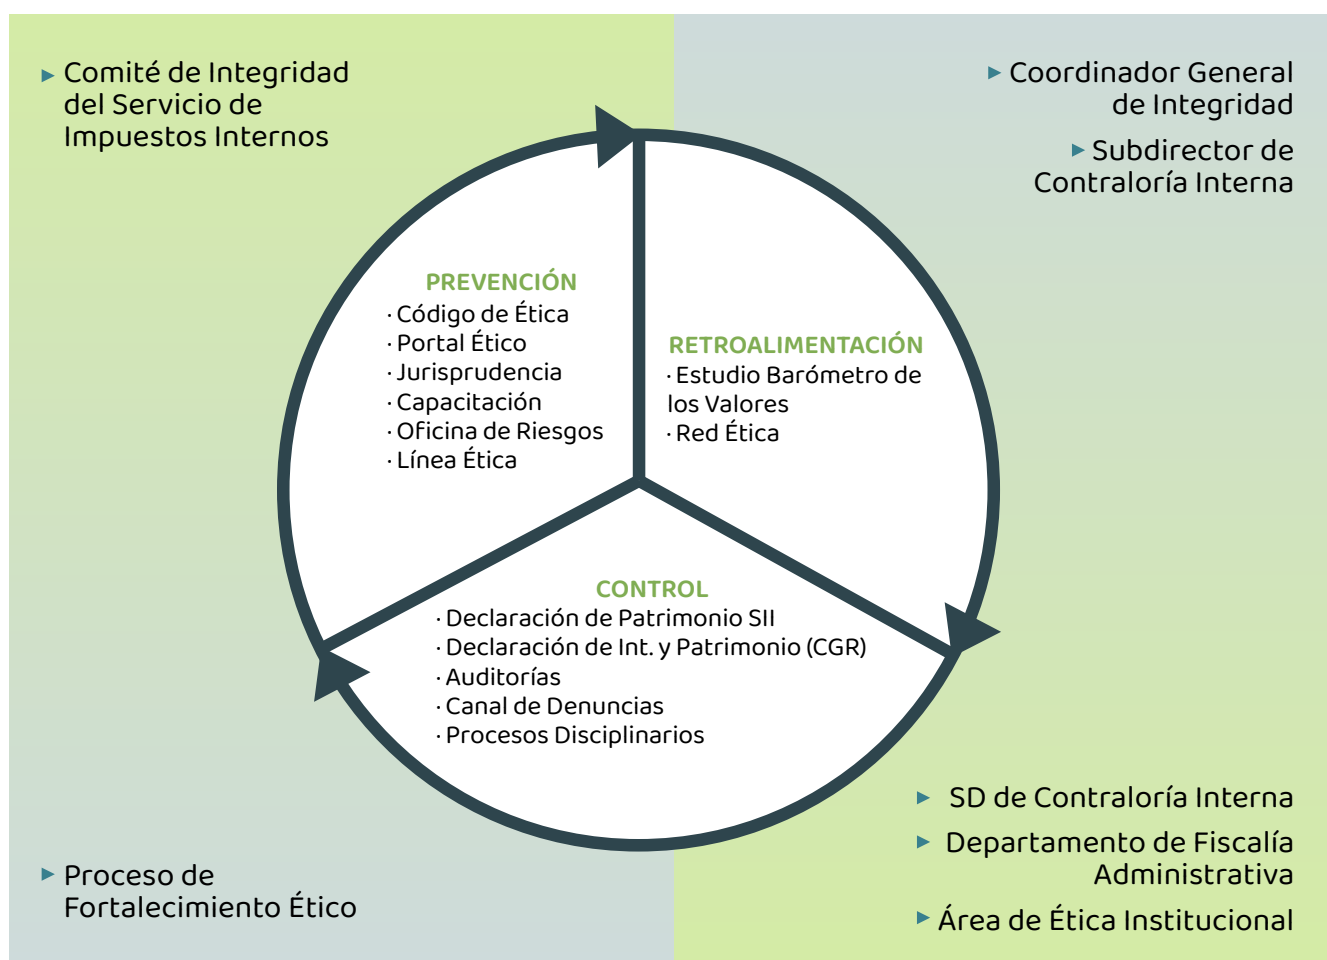 Comité de Integridad
del Servicio de
Impuestos Internos
Coordinador General
de Integridad
Subdirector de
Contraloría Interna
PREVENCIÓN
· Código de Ética
· Portal Ético
· Jurisprudencia
· Capacitación
· Oficina de Riesgos
· Línea Ética
RETROALIMENTACIÓN
· Estudio Barómetro de
los Valores
· Red Ética
CONTROL
· Declaración de Patrimonio SII
· Declaración de Int. y Patrimonio (CGR)
· Auditorías
· Canal de Denuncias
· Procesos Disciplinarios
Proceso de
Fortalecimiento Ético
SD de Contraloría Interna
Departamento de Fiscalía
Administrativa
Área de Ética Institucional